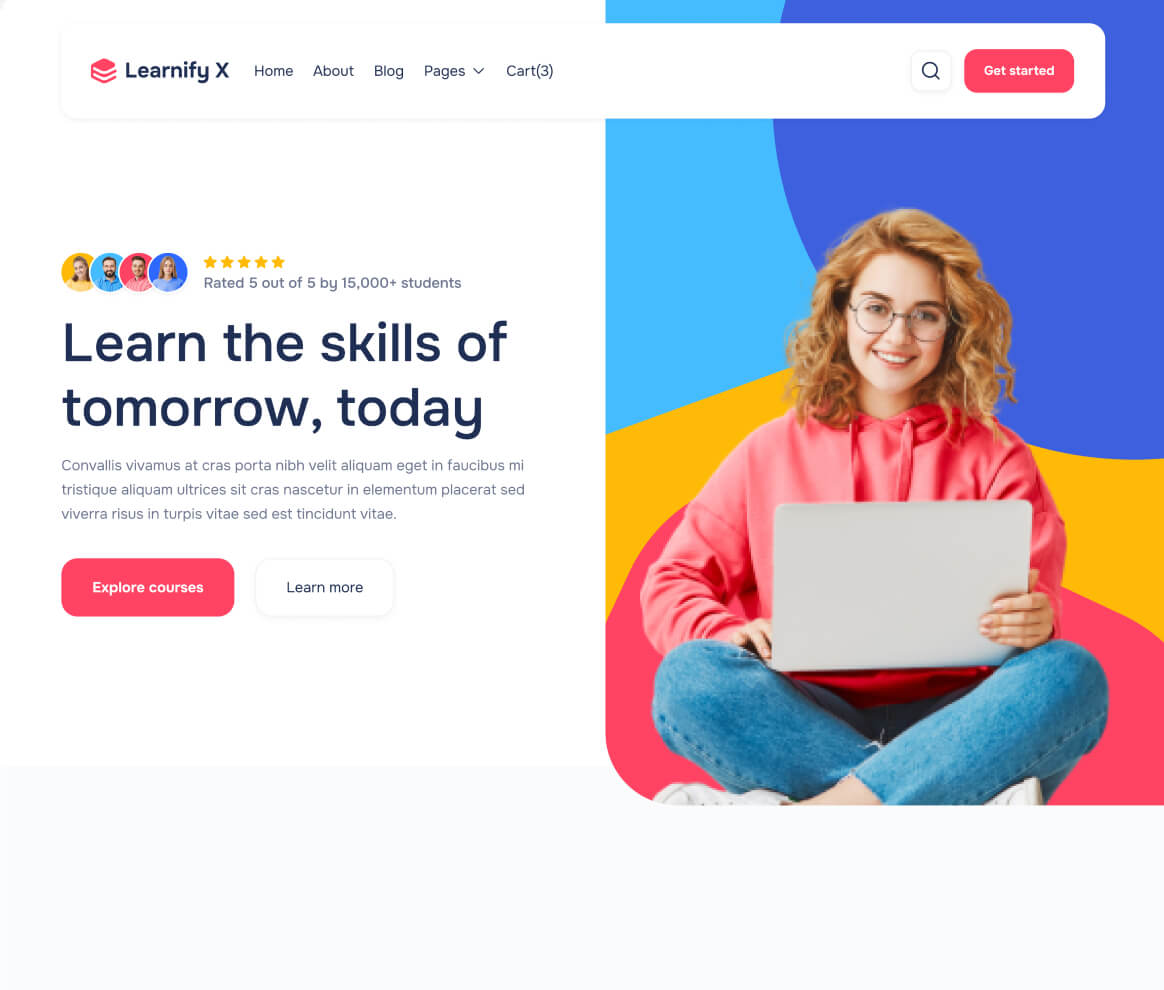 Learnify X
Home
About
Blog
Pages
Cart(3)
Get started
Rated 5 out of 5 by 15,000+ students
Learn the skills of
tomorrow, today
Convallis vivamus at cras porta nibh velit aliquam eget in faucibus mi
tristique aliquam ultrices sit cras nascetur in elementum placerat sed
viverra risus in turpis vitae sed est tincidunt vitae.
Explore courses
Learn more